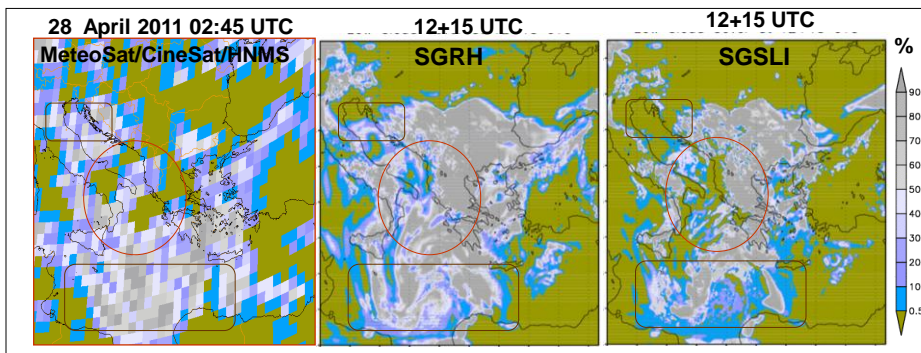 28 April 2011 02:45 UTC
MeteoSat/CineSat/HNMS
12+15 UTC
SGRH
12+15 UTC
SGSLI
%
90
80
70
60
50
40
30
20
10
0.5